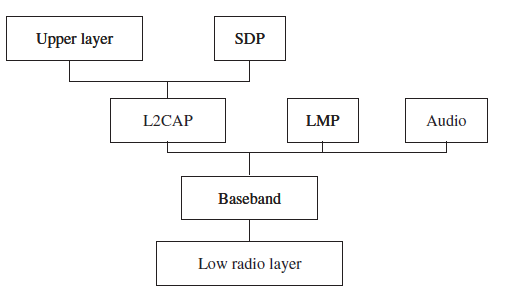 Upper layer
SDP
L2CAP
LMP
Audio
Baseband
Low radio layer